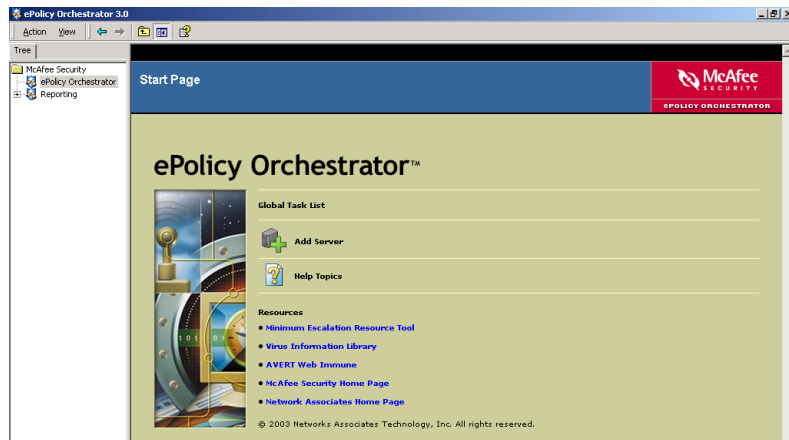 ePolicy Orchestrator 3.0
Action View
Tree
McAfee Security
ePolicy Orchestrator
Reporting
Start Page
McAfee
SECURITY
ePOLICY ORCHESTRATOR
ePolicy Orchestrator™
Global Task List
Add Server
Help Topics
Resources
• Minimum Escalation Resource Tool
• Virus Information Library
• AVERT Web Immune
• McAfee Security Home Page
• Network Associates Home Page
101 01
© 2003 Networks Associates Technology, Inc. All rights reserved.